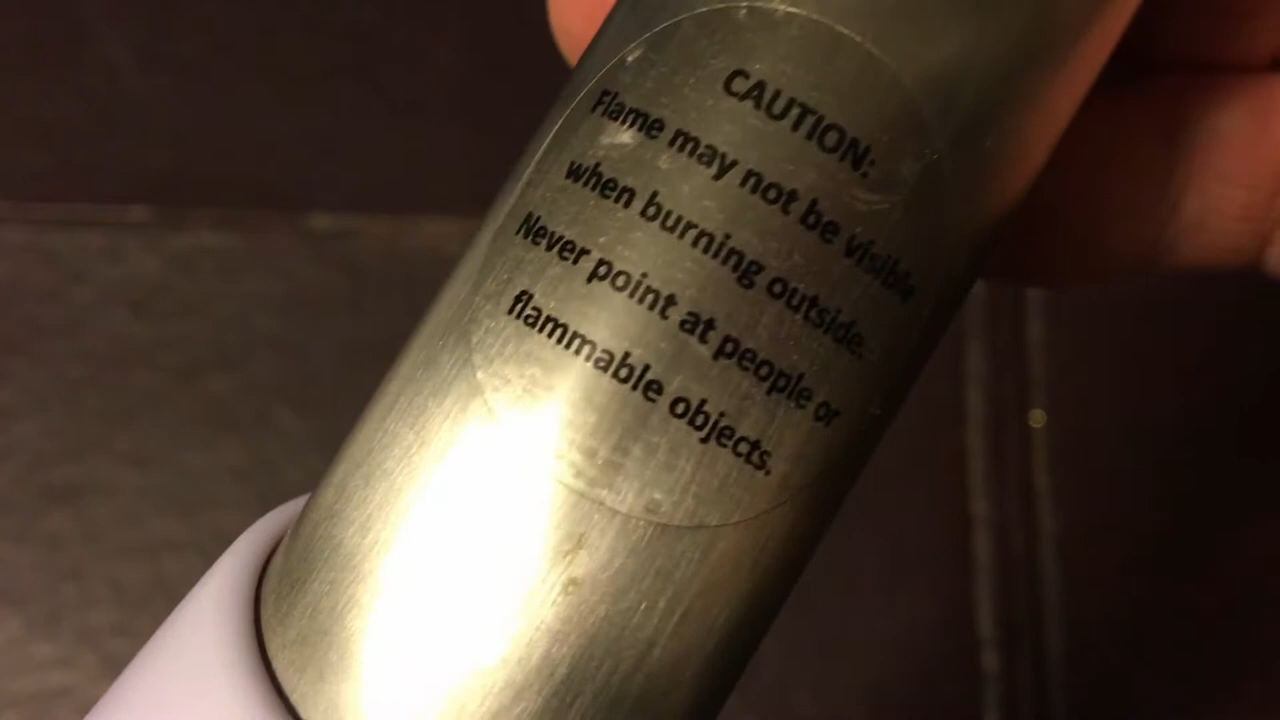 CAUTION:
Flame may not be visible
when burning outside.
Never point at people or
flammable objects.